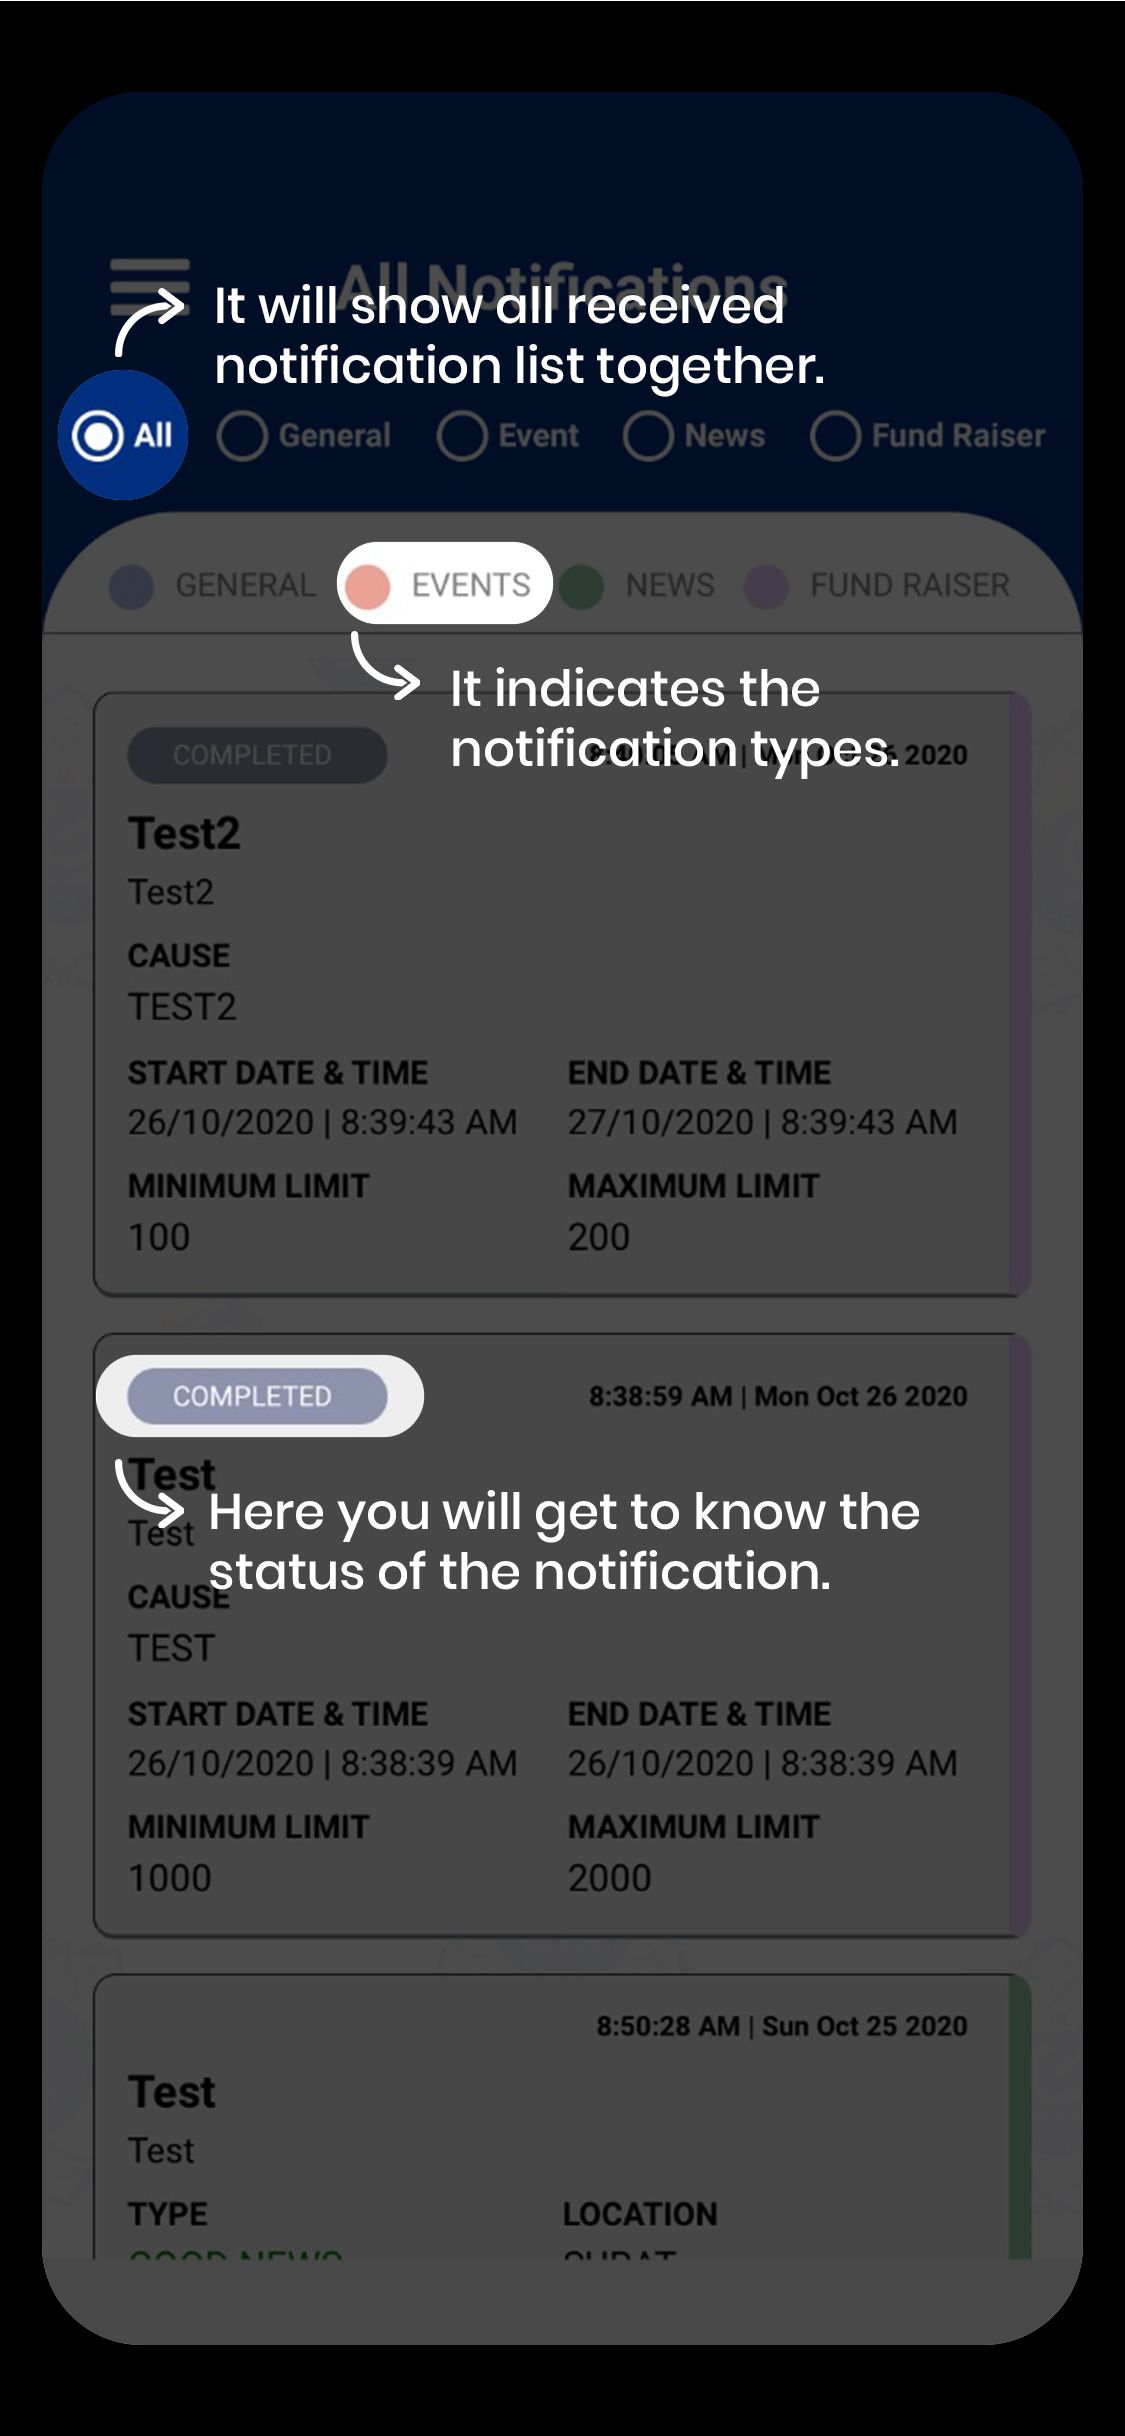 All Notifications
It will show all received
notification list together.
All General Event News Fund Raiser
GENERAL EVENTS NEWS FUND RAISER
It indicates the
notification types.
COMPLETED 2020
Test2
Test2
CAUSE
TEST2
START DATE & TIME END DATE & TIME
26/10/2020 | 8:39:43 AM 27/10/2020 | 8:39:43 AM
MINIMUM LIMIT MAXIMUM LIMIT
100 200
COMPLETED 8:38:59 AM | Mon Oct 26 2020
Test
Here you will get to know the
Test
status of the notification.
CAUSE
TEST
START DATE & TIME END DATE & TIME
26/10/2020 | 8:38:39 AM 26/10/2020 | 8:38:39 AM
MINIMUM LIMIT MAXIMUM LIMIT
1000 2000
8:50:28 AM | Sun Oct 25 2020
Test
Test
TYPE LOCATION
GOOD NEWS SURAT